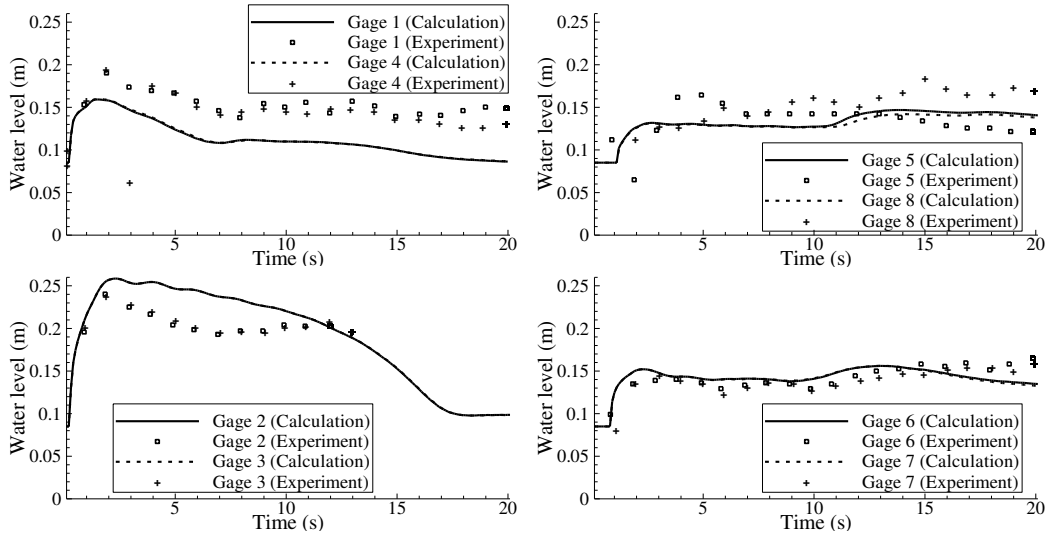 0.26
0.2
0.15
0.1
0.05
0
Water level (m)
5
10
15
20
Time (s)
Gage 1 (Calculation)
Gage 1 (Experiment)
Gage 4 (Calculation)
Gage 4 (Experiment)
0.26
0.2
0.15
0.1
0.05
0
Water level (m)
5
10
15
20
Time (s)
Gage 5 (Calculation)
Gage 5 (Experiment)
Gage 8 (Calculation)
Gage 8 (Experiment)
0.25
0.2
0.15
0.1
0.05
0
Water level (m)
5
10
15
20
Time (s)
Gage 2 (Calculation)
Gage 2 (Experiment)
Gage 3 (Calculation)
Gage 3 (Experiment)
0.25
0.2
0.15
0.1
0.05
0
Water level (m)
5
10
15
20
Time (s)
Gage 6 (Calculation)
Gage 6 (Experiment)
Gage 7 (Calculation)
Gage 7 (Experiment)